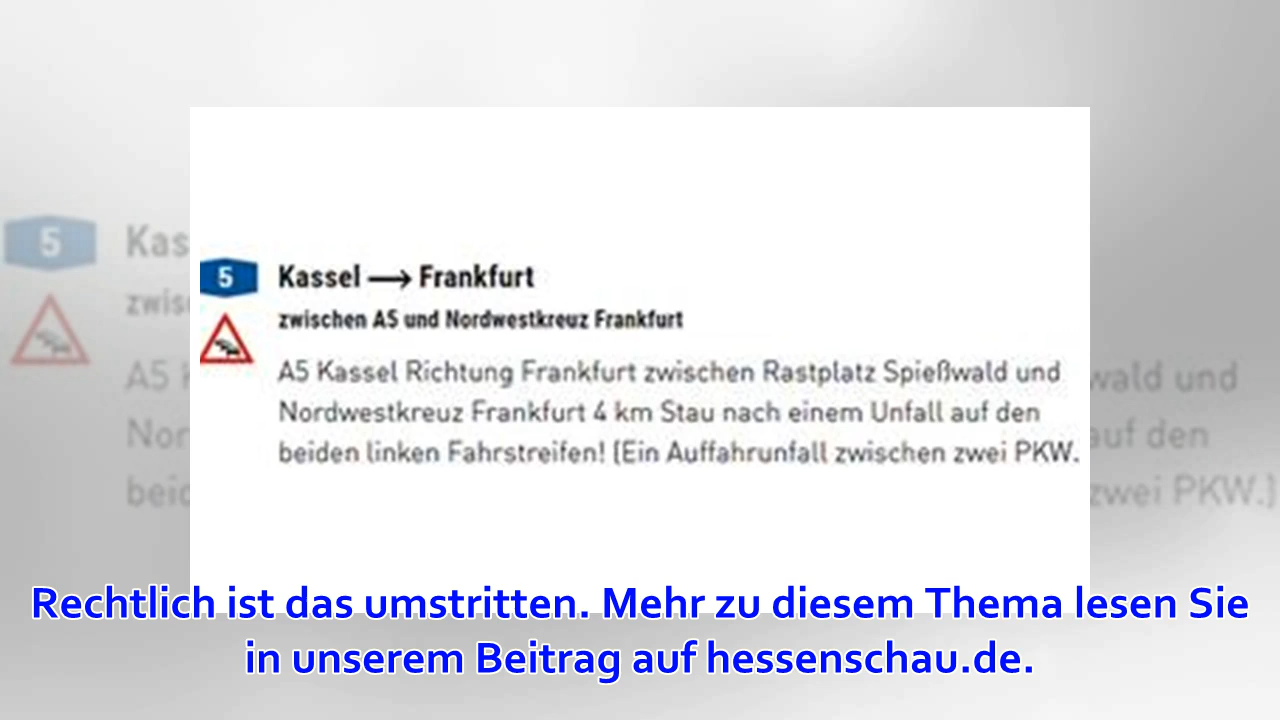 5 Kassel → Frankfurt
zwischen AS und Nordwestkreuz Frankfurt
A5 Kassel Richtung Frankfurt zwischen Rastplatz Spießwald und
Nordwestkreuz Frankfurt 4 km Stau nach einem Unfall auf den
beiden linken Fahrstreifen! (Ein Auffahrunfall zwischen zwei PKW.
Rechtlich ist das umstritten. Mehr zu diesem Thema lesen Sie
in unserem Beitrag auf hessenschau.de.